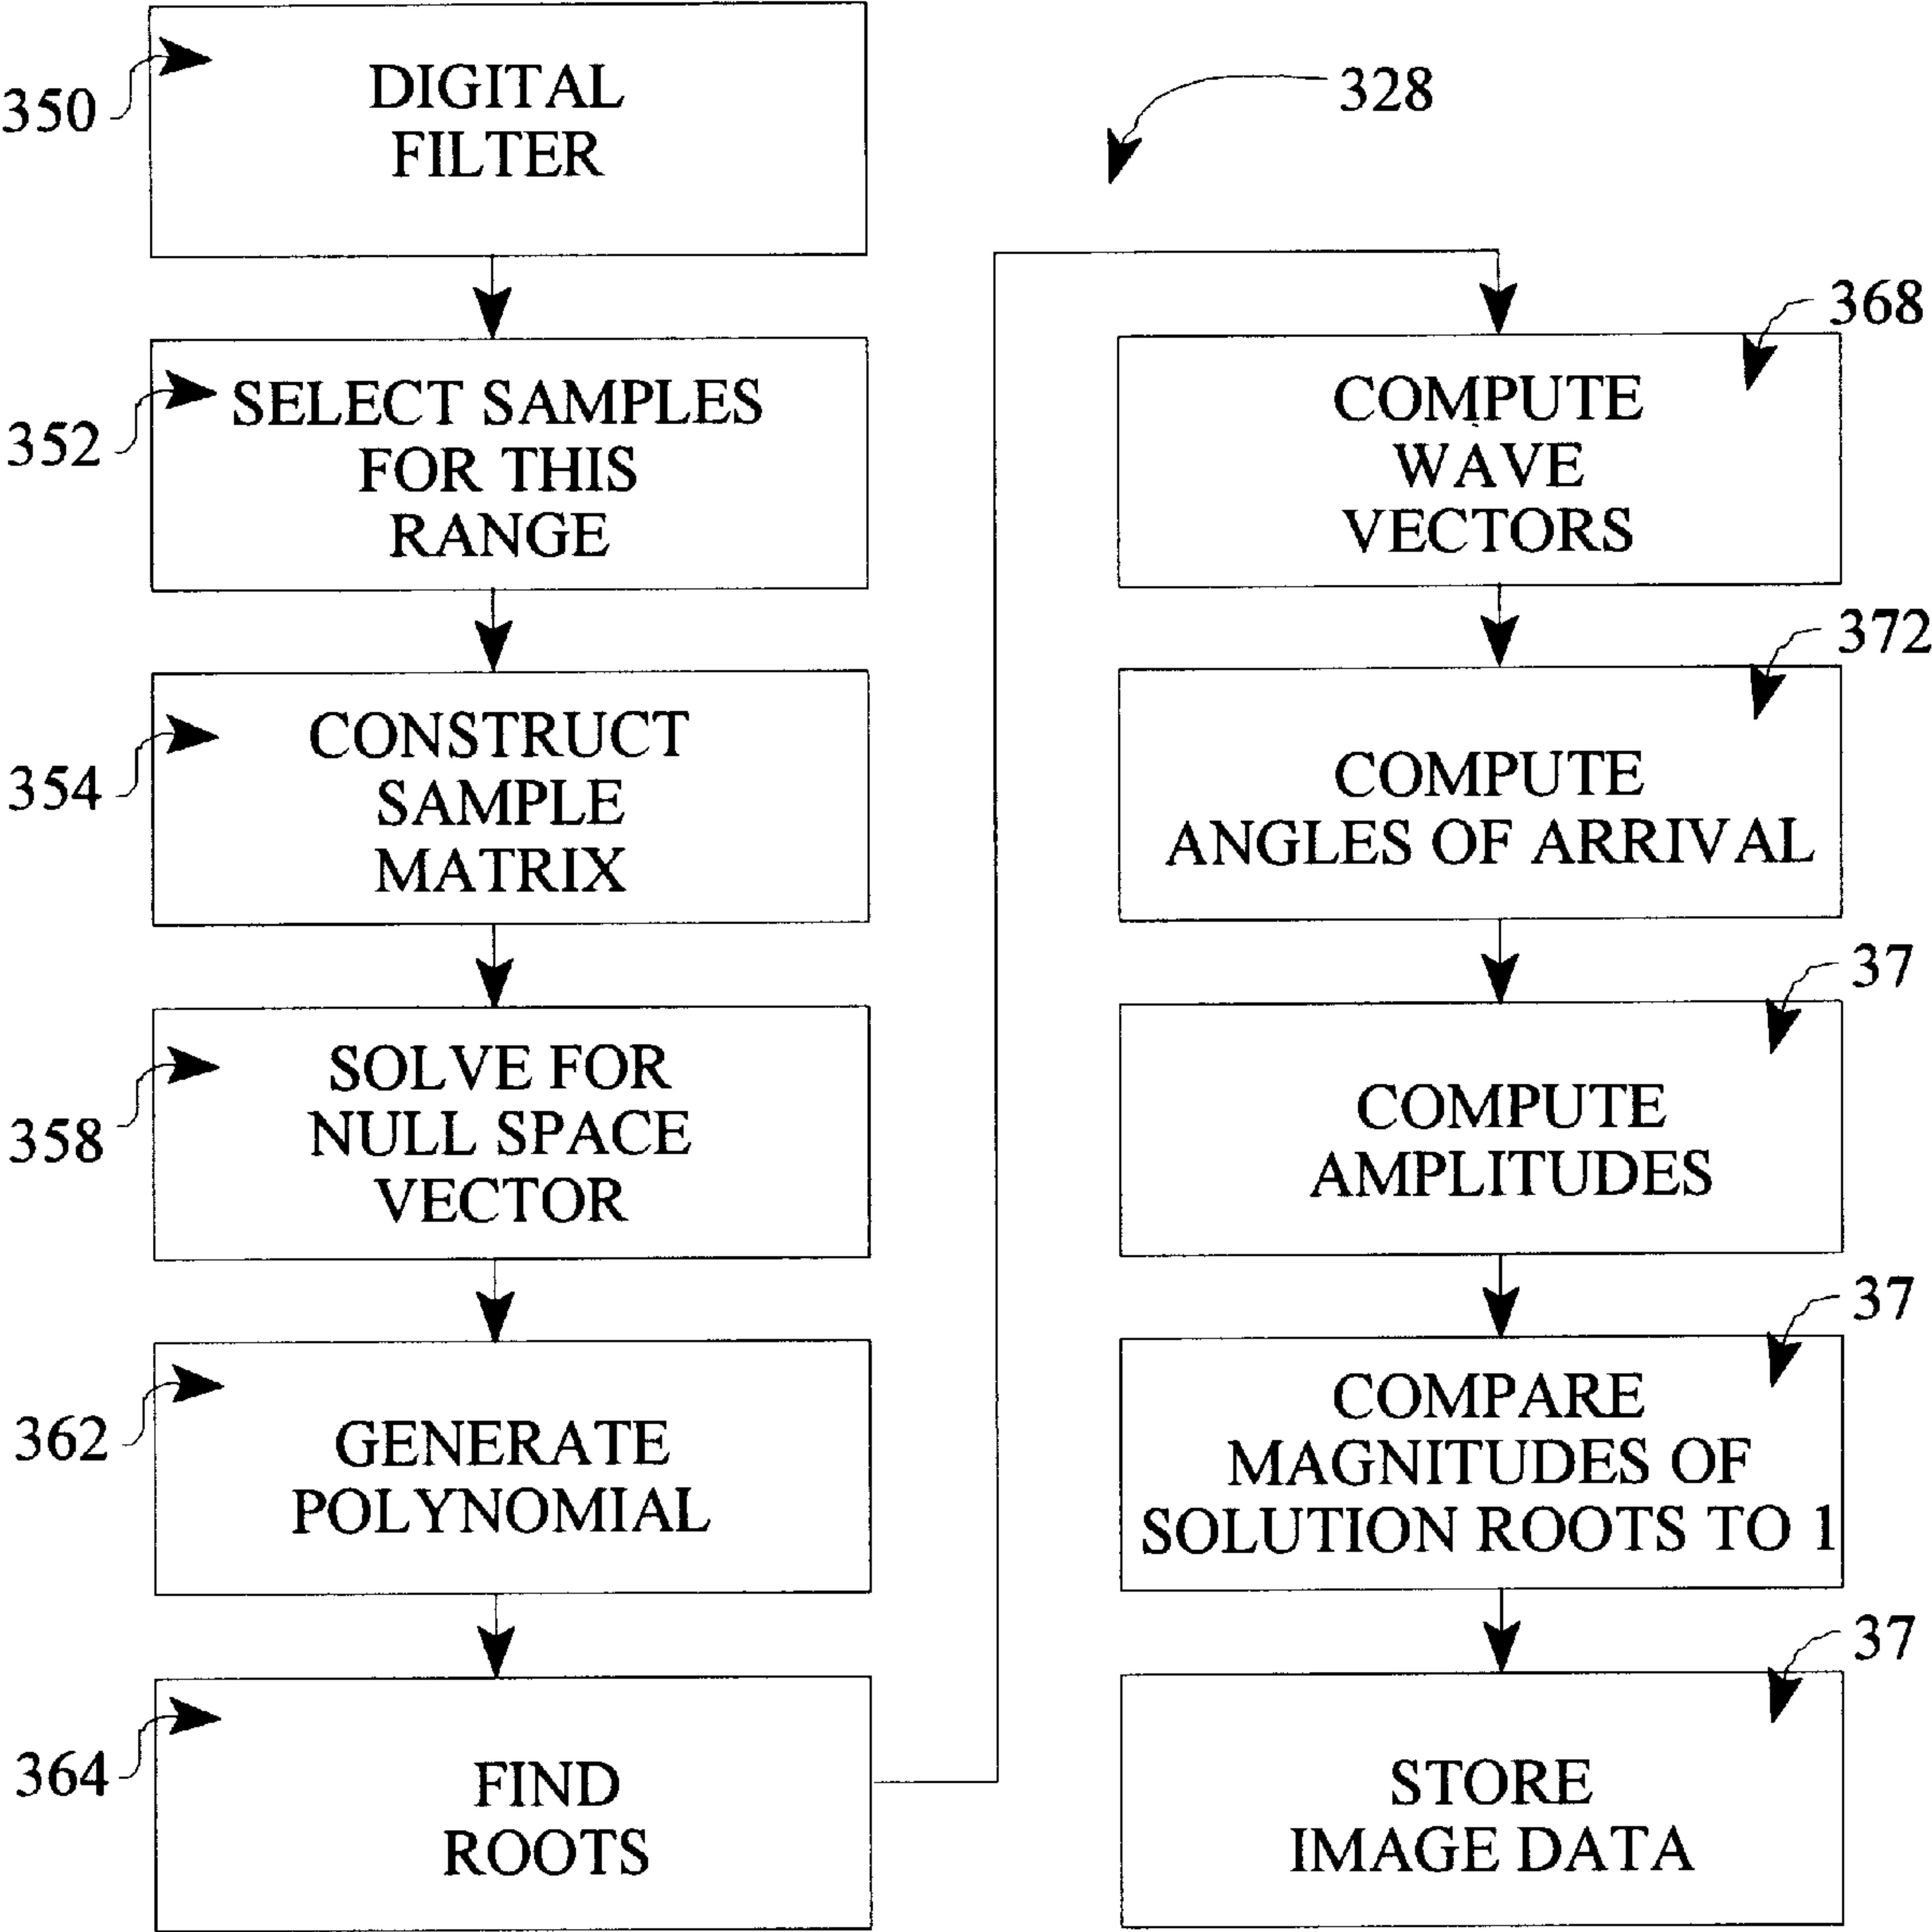 350
DIGITAL
FILTER
352
SELECT SAMPLES
FOR THIS
RANGE
354
CONSTRUCT
SAMPLE
MATRIX
358
SOLVE FOR
NULL SPACE
VECTOR
362
GENERATE
POLYNOMIAL
364
FIND
ROOTS
328
368
COMPUTE
WAVE
VECTORS
372
COMPUTE
ANGLES OF ARRIVAL
37
COMPUTE
AMPLITUDES
37
COMPARE
MAGNITUDES OF
SOLUTION ROOTS TO 1
37
STORE
IMAGE DATA